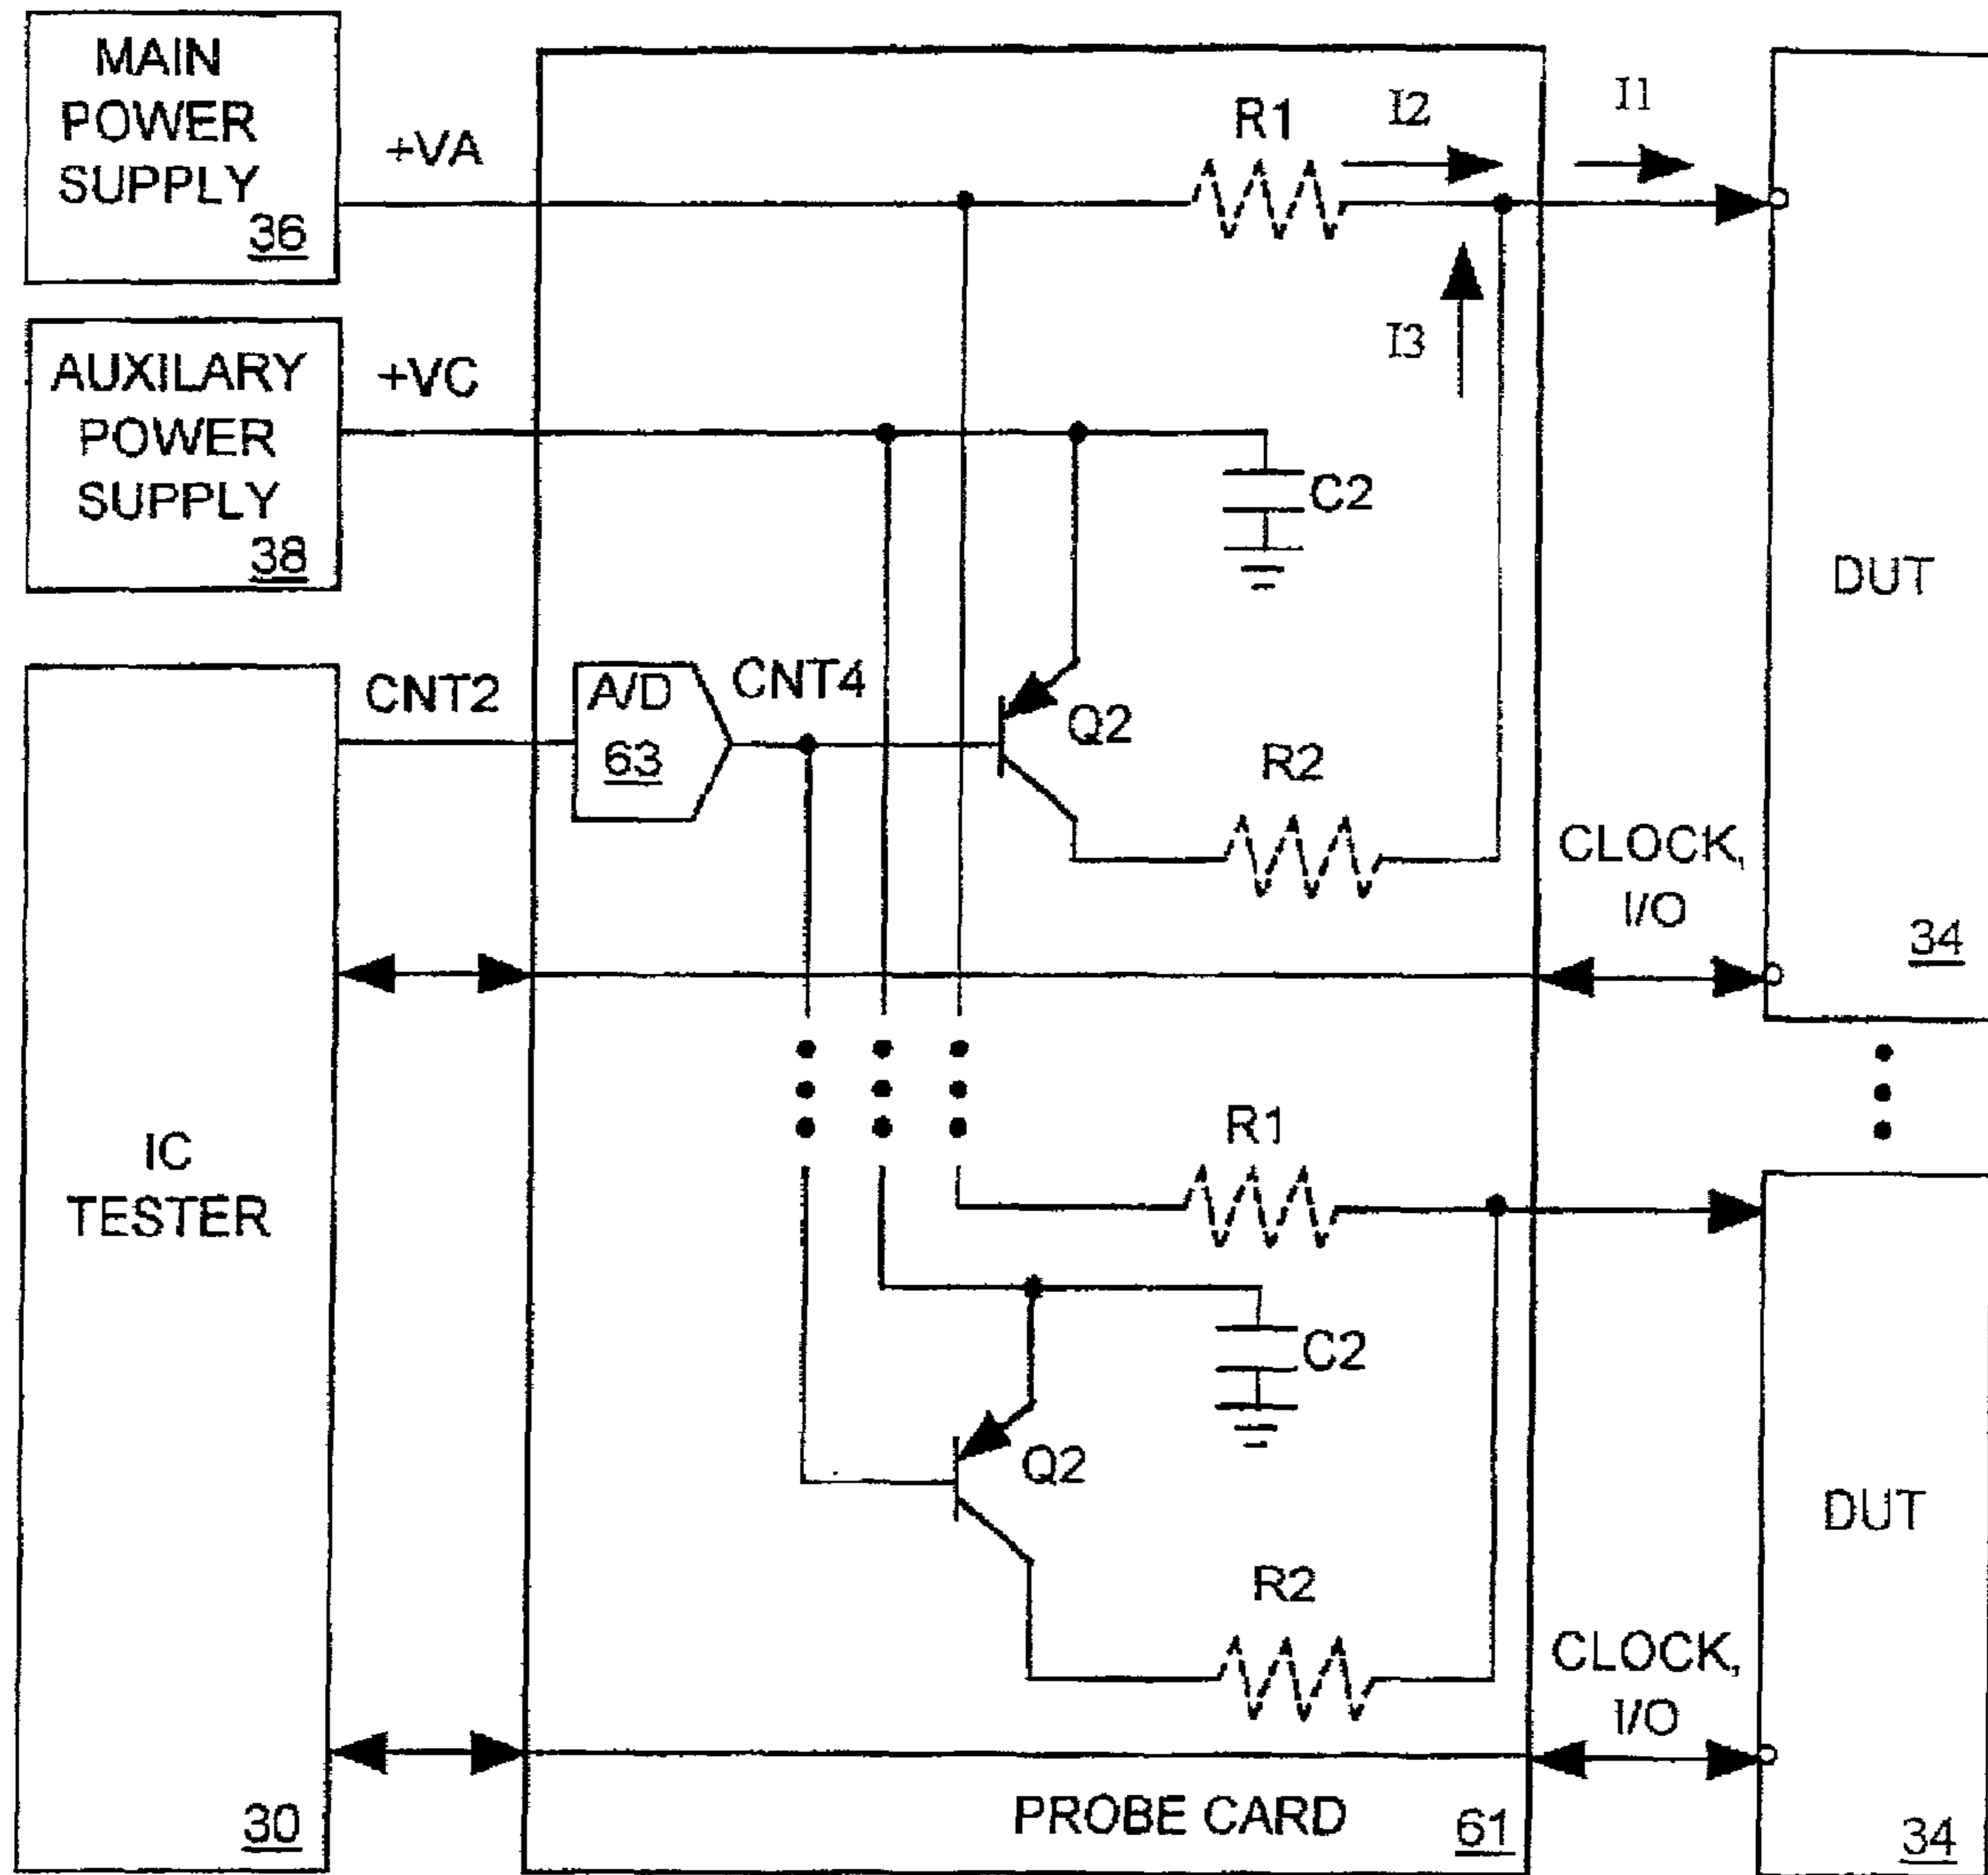 MAIN
POWER
SUPPLY
36
+VA
R1
I2
I1
AUXILARY
POWER
SUPPLY
38
+VC
I3
C2
DUT
34
IC
TESTER
30
CNT2
A/D
63
CNT4
Q2
R2
CLOCK,
I/O
R1
C2
Q2
R2
CLOCK,
I/O
DUT
34
PROBE CARD
61